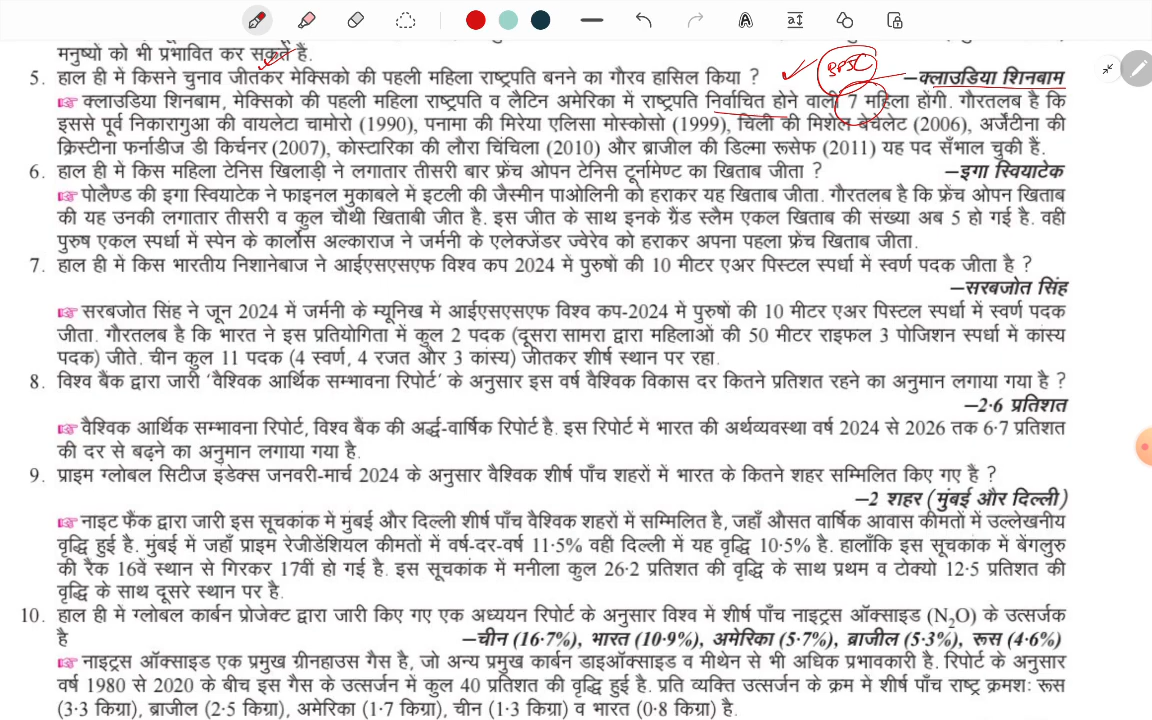 मनुष्यों को भी प्रभावित कर सकते हैं.
BPSC
5. हाल ही में किसने चुनाव जीतकर मेक्सिको की पहली महिला राष्ट्रपति बनने का गौरव हासिल किया ? –क्लाउडिया शिनबाम
☞ क्लाउडिया शिनबाम, मेक्सिको की पहली महिला राष्ट्रपति व लैटिन अमेरिका में राष्ट्रपति निर्वाचित होने वाली 7 महिला होंगी. गौरतलब है कि
इससे पूर्व निकारागुआ की वायलेटा चामोरो (1990), पनामा की मिरेया एलिसा मोस्कोसो (1999), चिली की मिशेल बेचलेट (2006), अर्जेंटीना की
क्रिस्टीना फर्नाडीज डी किर्चनर (2007), कोस्टारिका की लौरा चिंचिला (2010) और ब्राजील की डिल्मा रूसेफ (2011) यह पद सँभाल चुकी हैं.
6. हाल ही में किस महिला टेनिस खिलाड़ी ने लगातार तीसरी बार फ्रेंच ओपन टेनिस टूर्नामेण्ट का खिताब जीता ? –इगा स्वियाटेक
☞ पोलैण्ड की इगा स्वियाटेक ने फाइनल मुकाबले में इटली की जैस्मीन पाओलिनी को हराकर यह खिताब जीता. गौरतलब है कि फ्रेंच ओपन खिताब
की यह उनकी लगातार तीसरी व कुल चौथी खिताबी जीत है. इस जीत के साथ इनके ग्रैंड स्लैम एकल खिताब की संख्या अब 5 हो गई है. वही
पुरुष एकल स्पर्धा में स्पेन के कार्लोस अल्काराज ने जर्मनी के एलेक्जेंडर ज्वेरेव को हराकर अपना पहला फ्रेंच खिताब जीता.
7. हाल ही में किस भारतीय निशानेबाज ने आईएसएसएफ विश्व कप 2024 में पुरुषों की 10 मीटर एअर पिस्टल स्पर्धा में स्वर्ण पदक जीता है ?
–सरबजोत सिंह
☞ सरबजोत सिंह ने जून 2024 में जर्मनी के म्यूनिख में आईएसएसएफ विश्व कप-2024 में पुरुषों की 10 मीटर एअर पिस्टल स्पर्धा में स्वर्ण पदक
जीता. गौरतलब है कि भारत ने इस प्रतियोगिता में कुल 2 पदक (दूसरा सामरा द्वारा महिलाओं की 50 मीटर राइफल 3 पोजिशन स्पर्धा में कांस्य
पदक) जीते. चीन कुल 11 पदक (4 स्वर्ण, 4 रजत और 3 कांस्य) जीतकर शीर्ष स्थान पर रहा.
8. विश्व बैंक द्वारा जारी ‘वैश्विक आर्थिक सम्भावना रिपोर्ट’ के अनुसार इस वर्ष वैश्विक विकास दर कितने प्रतिशत रहने का अनुमान लगाया गया है ?
–2·6 प्रतिशत
☞ वैश्विक आर्थिक सम्भावना रिपोर्ट, विश्व बैंक की अर्द्ध-वार्षिक रिपोर्ट है. इस रिपोर्ट में भारत की अर्थव्यवस्था वर्ष 2024 से 2026 तक 6·7 प्रतिशत
की दर से बढ़ने का अनुमान लगाया गया है.
9. प्राइम ग्लोबल सिटीज इंडेक्स जनवरी-मार्च 2024 के अनुसार वैश्विक शीर्ष पाँच शहरों में भारत के कितने शहर सम्मिलित किए गए है ?
–2 शहर (मुंबई और दिल्ली)
☞ नाइट फ्रैंक द्वारा जारी इस सूचकांक में मुंबई और दिल्ली शीर्ष पाँच वैश्विक शहरों में सम्मिलित है, जहाँ औसत वार्षिक आवास कीमतों में उल्लेखनीय
वृद्धि हुई है. मुंबई में जहाँ प्राइम रेजीडेंशियल कीमतों में वर्ष-दर-वर्ष 11·5% वही दिल्ली में यह वृद्धि 10·5% है. हालाँकि इस सूचकांक में बेंगलुरु
की रैंक 16वें स्थान से गिरकर 17वीं हो गई है. इस सूचकांक में मनीला कुल 26·2 प्रतिशत की वृद्धि के साथ प्रथम व टोक्यो 12·5 प्रतिशत की
वृद्धि के साथ दूसरे स्थान पर है.
10. हाल ही में ग्लोबल कार्बन प्रोजेक्ट द्वारा जारी किए गए एक अध्ययन रिपोर्ट के अनुसार विश्व में शीर्ष पाँच नाइट्रस ऑक्साइड (N₂O) के उत्सर्जक
है –चीन (16·7%), भारत (10·9%), अमेरिका (5·7%), ब्राजील (5·3%), रूस (4·6%)
☞ नाइट्रस ऑक्साइड एक प्रमुख ग्रीनहाउस गैस है, जो अन्य प्रमुख कार्बन डाइऑक्साइड व मीथेन से भी अधिक प्रभावकारी है. रिपोर्ट के अनुसार
वर्ष 1980 से 2020 के बीच इस गैस के उत्सर्जन में कुल 40 प्रतिशत की वृद्धि हुई है. प्रति व्यक्ति उत्सर्जन के क्रम में शीर्ष पाँच राष्ट्र क्रमशः रूस
(3·3 किग्रा), ब्राजील (2·5 किग्रा), अमेरिका (1·7 किग्रा), चीन (1·3 किग्रा) व भारत (0·8 किग्रा) है.